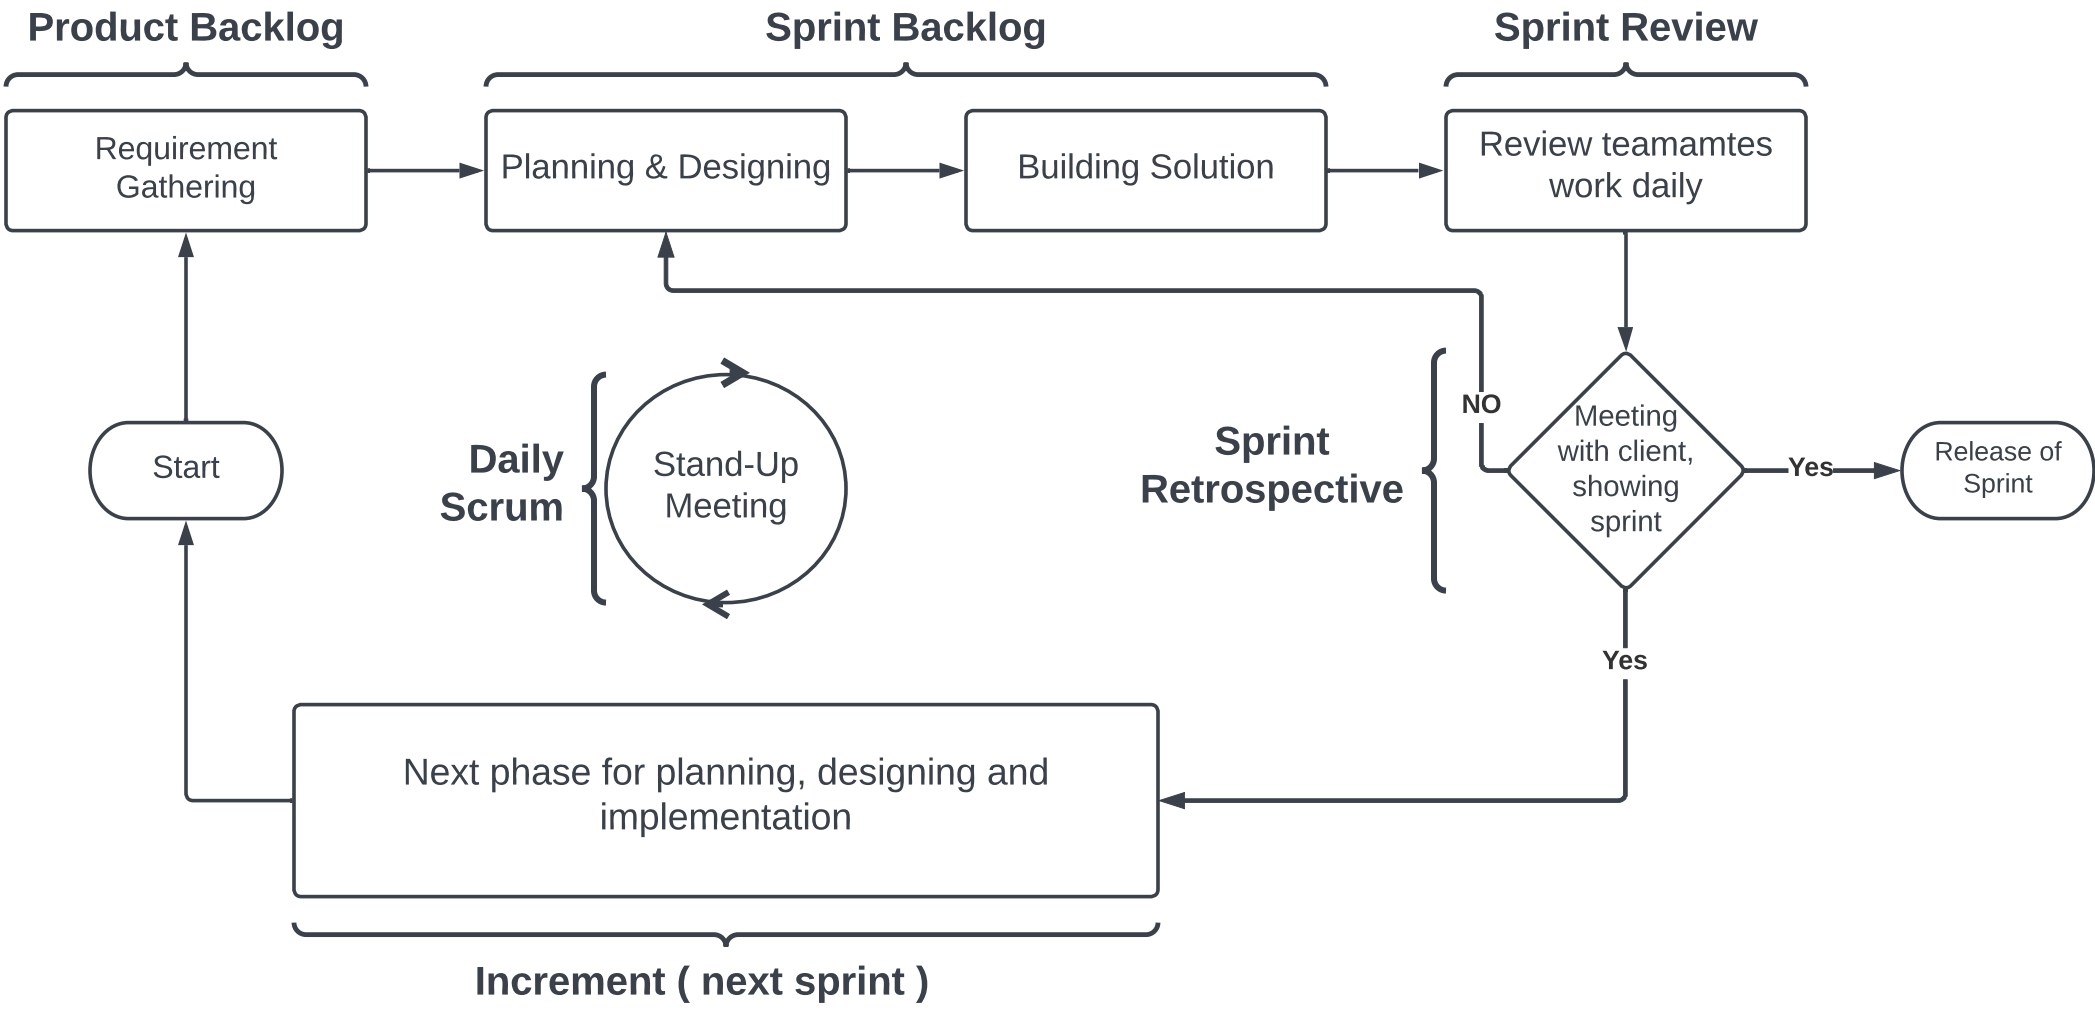 Product Backlog
Sprint Backlog
Sprint Review
Requirement
Gathering
Planning & Designing
Building Solution
Review teamamtes
work daily
NO
Meeting
with client,
showing
sprint
Sprint
Retrospective
Yes
Release of
Sprint
Start
Daily
Scrum
Stand-Up
Meeting
Yes
Next phase for planning, designing and
implementation
Increment ( next sprint )